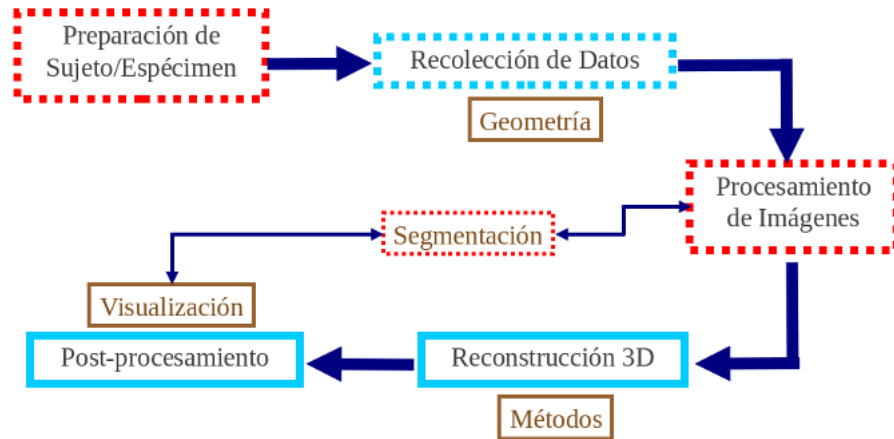 Preparación de
Sujeto/Espécimen
Recolección de Datos
Geometría
Procesamiento
de Imágenes
Segmentación
Visualización
Post-procesamiento
Reconstrucción 3D
Métodos